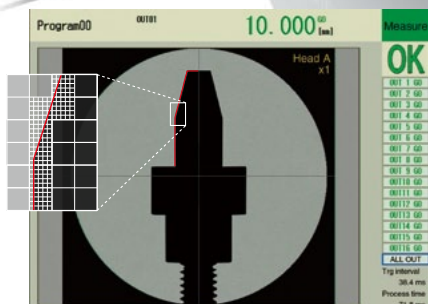 Program00
OUT01
10.000 GO [mm]
Measure
Head A
x1
OK
OUT 1 GO
OUT 2 GO
OUT 3 GO
OUT 4 GO
OUT 5 GO
OUT 6 GO
OUT 7 GO
OUT 8 GO
OUT 9 GO
OUT10 GO
OUT11 GO
OUT12 GO
OUT13 GO
OUT14 GO
OUT15 GO
OUT16 GO
ALL OUT
Trg interval
38.4 ms
Process time